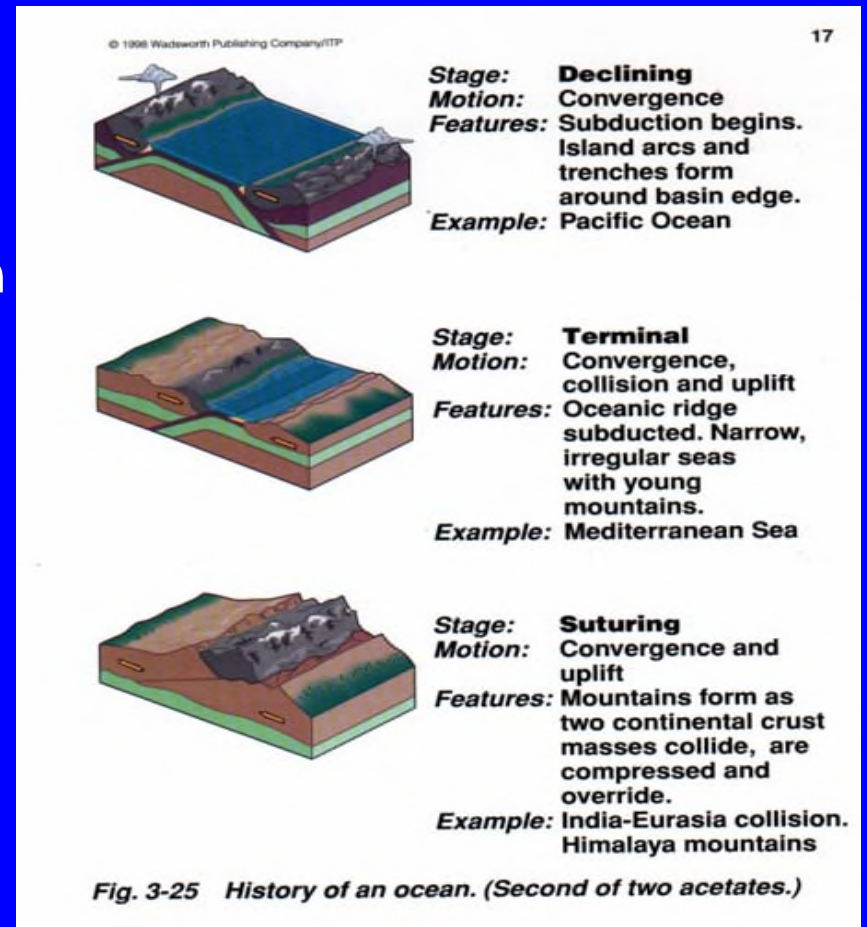 © 1998 Wadsworth Publishing Company/ITP
17
Stage: Declining
Motion: Convergence
Features: Subduction begins.
Island arcs and
trenches form
around basin edge.
Example: Pacific Ocean
n
Stage: Terminal
Motion: Convergence,
collision and uplift
Features: Oceanic ridge
subducted. Narrow,
irregular seas
with young
mountains.
Example: Mediterranean Sea
Stage: Suturing
Motion: Convergence and
uplift
Features: Mountains form as
two continental crust
masses collide, are
compressed and
override.
Example: India-Eurasia collision.
Himalaya mountains
Fig. 3-25 History of an ocean. (Second of two acetates.)